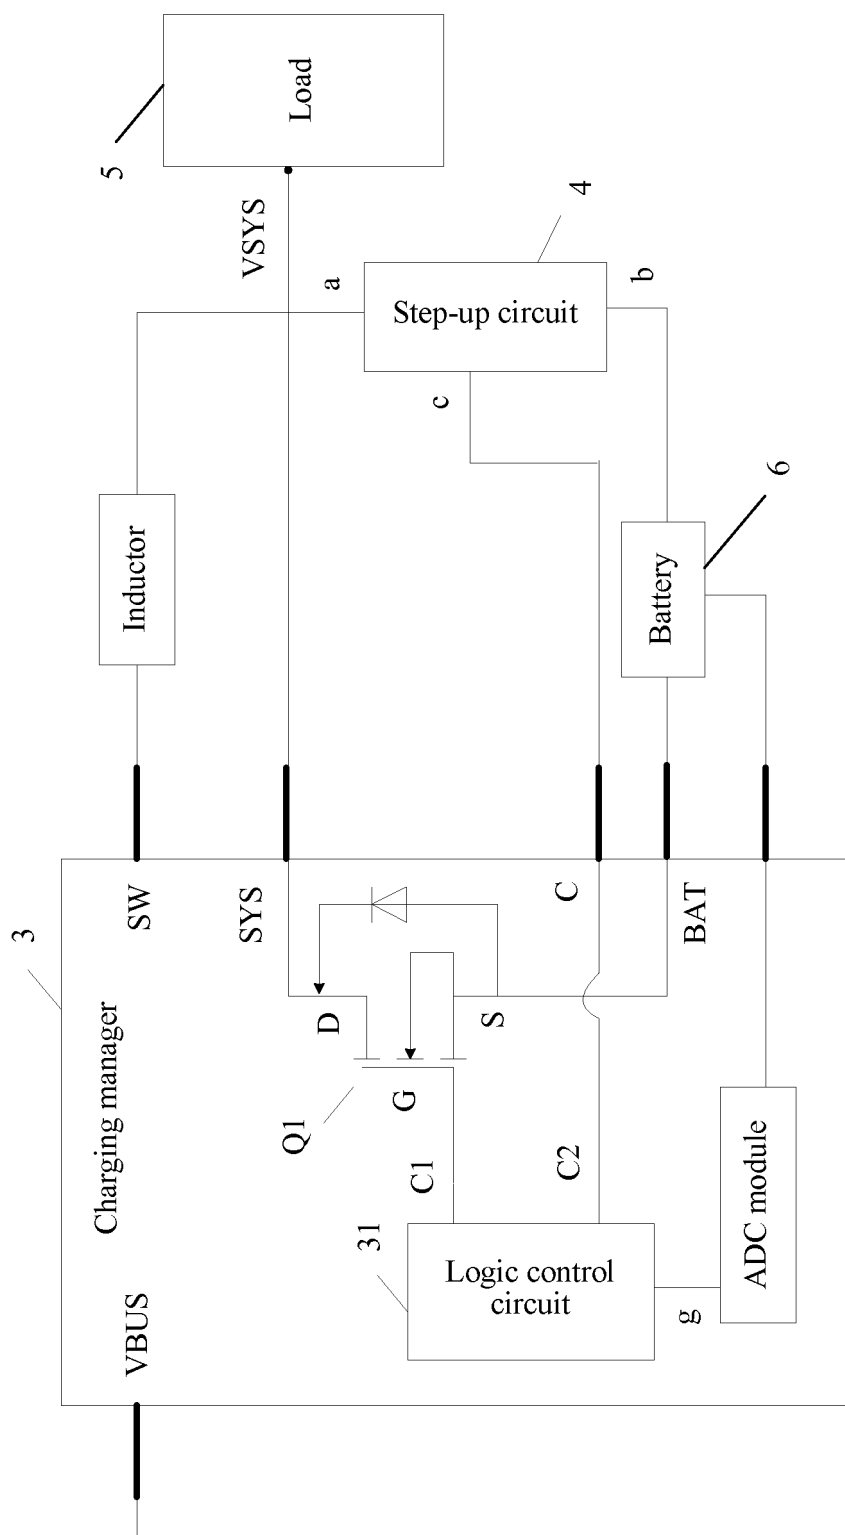 5
Load
VSYS
4
a
Step-up circuit
b
c
6
Inductor
Battery
3
SW
SYS
C
BAT
Charging manager
D
S
Q1
G
C1
C2
31
Logic control
circuit
ADC module
g
VBUS